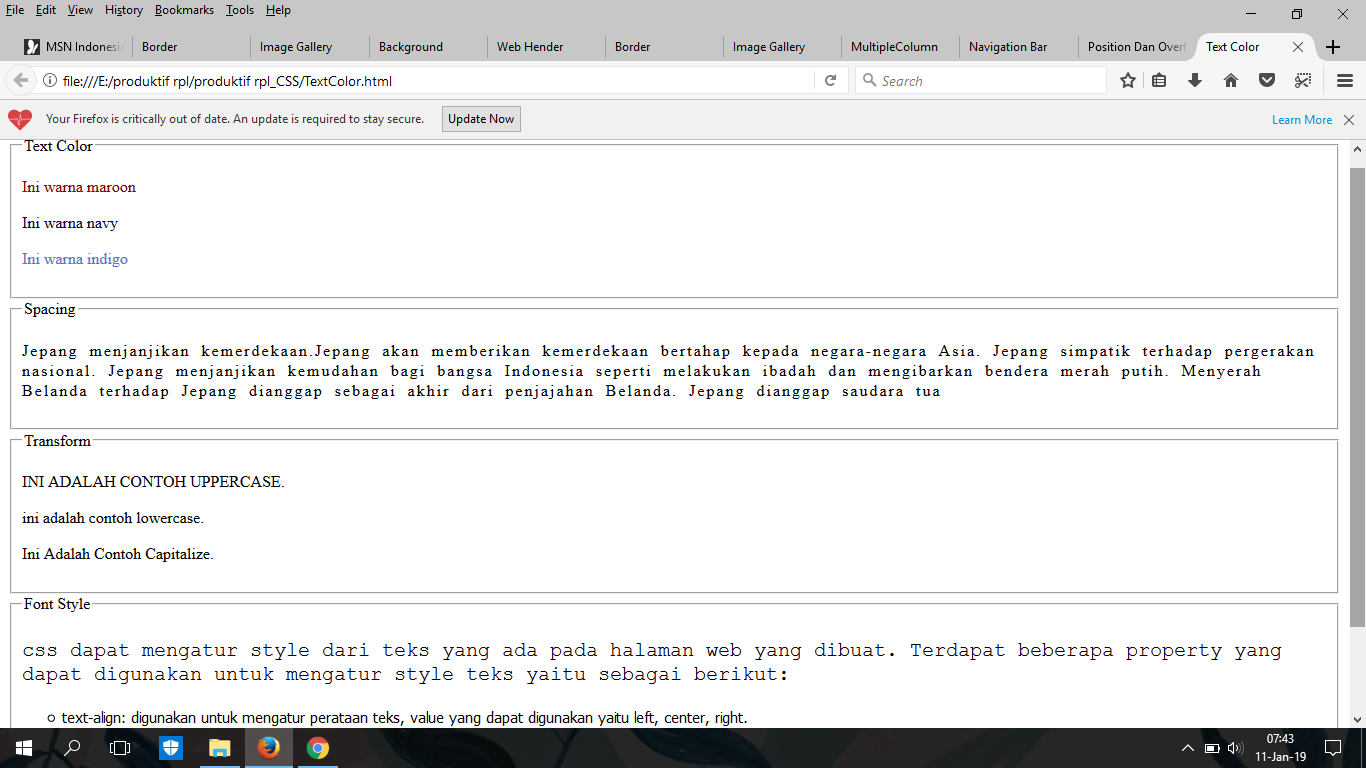 File Edit View History Bookmarks Tools Help
MSN Indonesia Border Image Gallery Background Web Hender Border Image Gallery MultipleColumn Navigation Bar Position Dan Overf Text Color
file:///E:/produktif rpl/produktif rpl_CSS/TextColor.html Search
Your Firefox is critically out of date. An update is required to stay secure. Update Now Learn More
Text Color
Ini warna maroon
Ini warna navy
Ini warna indigo
Spacing
Jepang menjanjikan kemerdekaan.Jepang akan memberikan kemerdekaan bertahap kepada negara-negara Asia. Jepang simpatik terhadap pergerakan
nasional. Jepang menjanjikan kemudahan bagi bangsa Indonesia seperti melakukan ibadah dan mengibarkan bendera merah putih. Menyerah
Belanda terhadap Jepang dianggap sebagai akhir dari penjajahan Belanda. Jepang dianggap saudara tua
Transform
INI ADALAH CONTOH UPPERCASE.
ini adalah contoh lowercase.
Ini Adalah Contoh Capitalize.
Font Style
css dapat mengatur style dari teks yang ada pada halaman web yang dibuat. Terdapat beberapa property yang
dapat digunakan untuk mengatur style teks yaitu sebagai berikut:
text-align: digunakan untuk mengatur perataan teks, value yang dapat digunakan yaitu left, center, right.
07:43
11-Jan-19